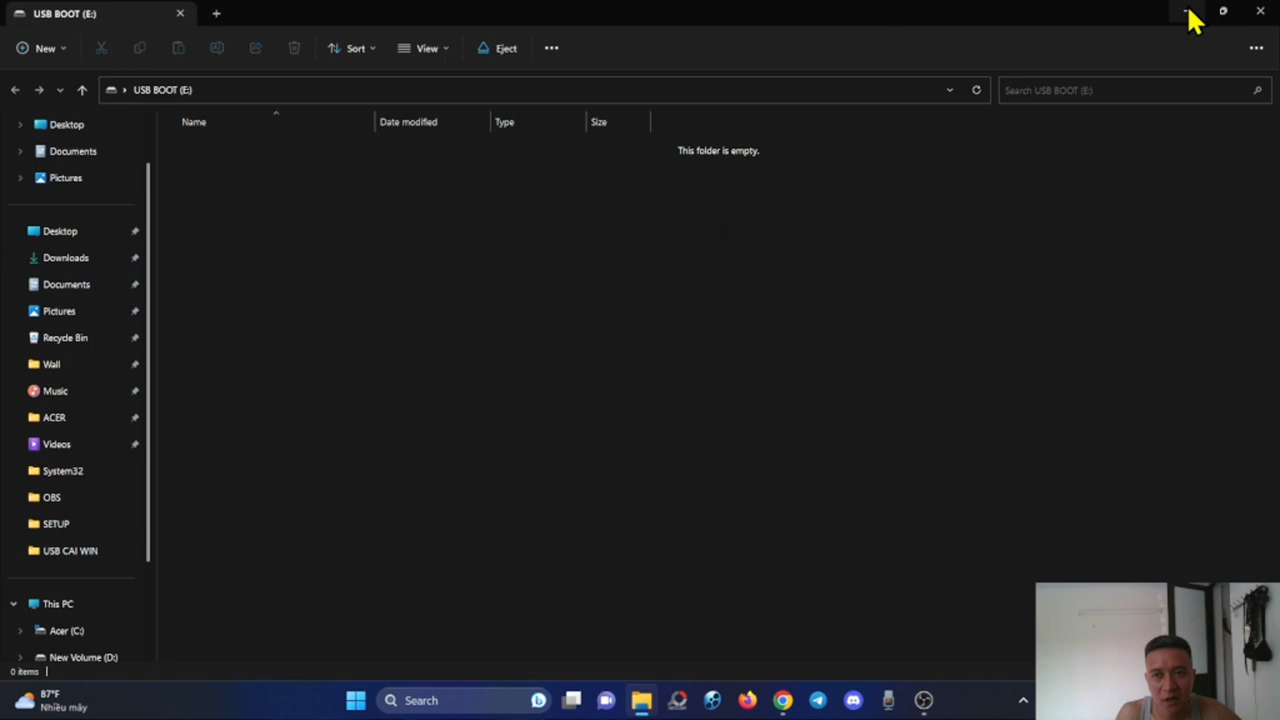 USB BOOT (E:)
New
Sort
View
Eject
USB BOOT (E:)
Search USB BOOT (E:)
Name
Date modified
Type
Size
This folder is empty.
Desktop
Documents
Pictures
Desktop
Downloads
Documents
Pictures
Recycle Bin
Wall
Music
ACER
Videos
System32
OBS
SETUP
USB CAI WIN
This PC
Acer (C:)
New Volume (D:)
0 items
87°F
Nhiều mây
Search